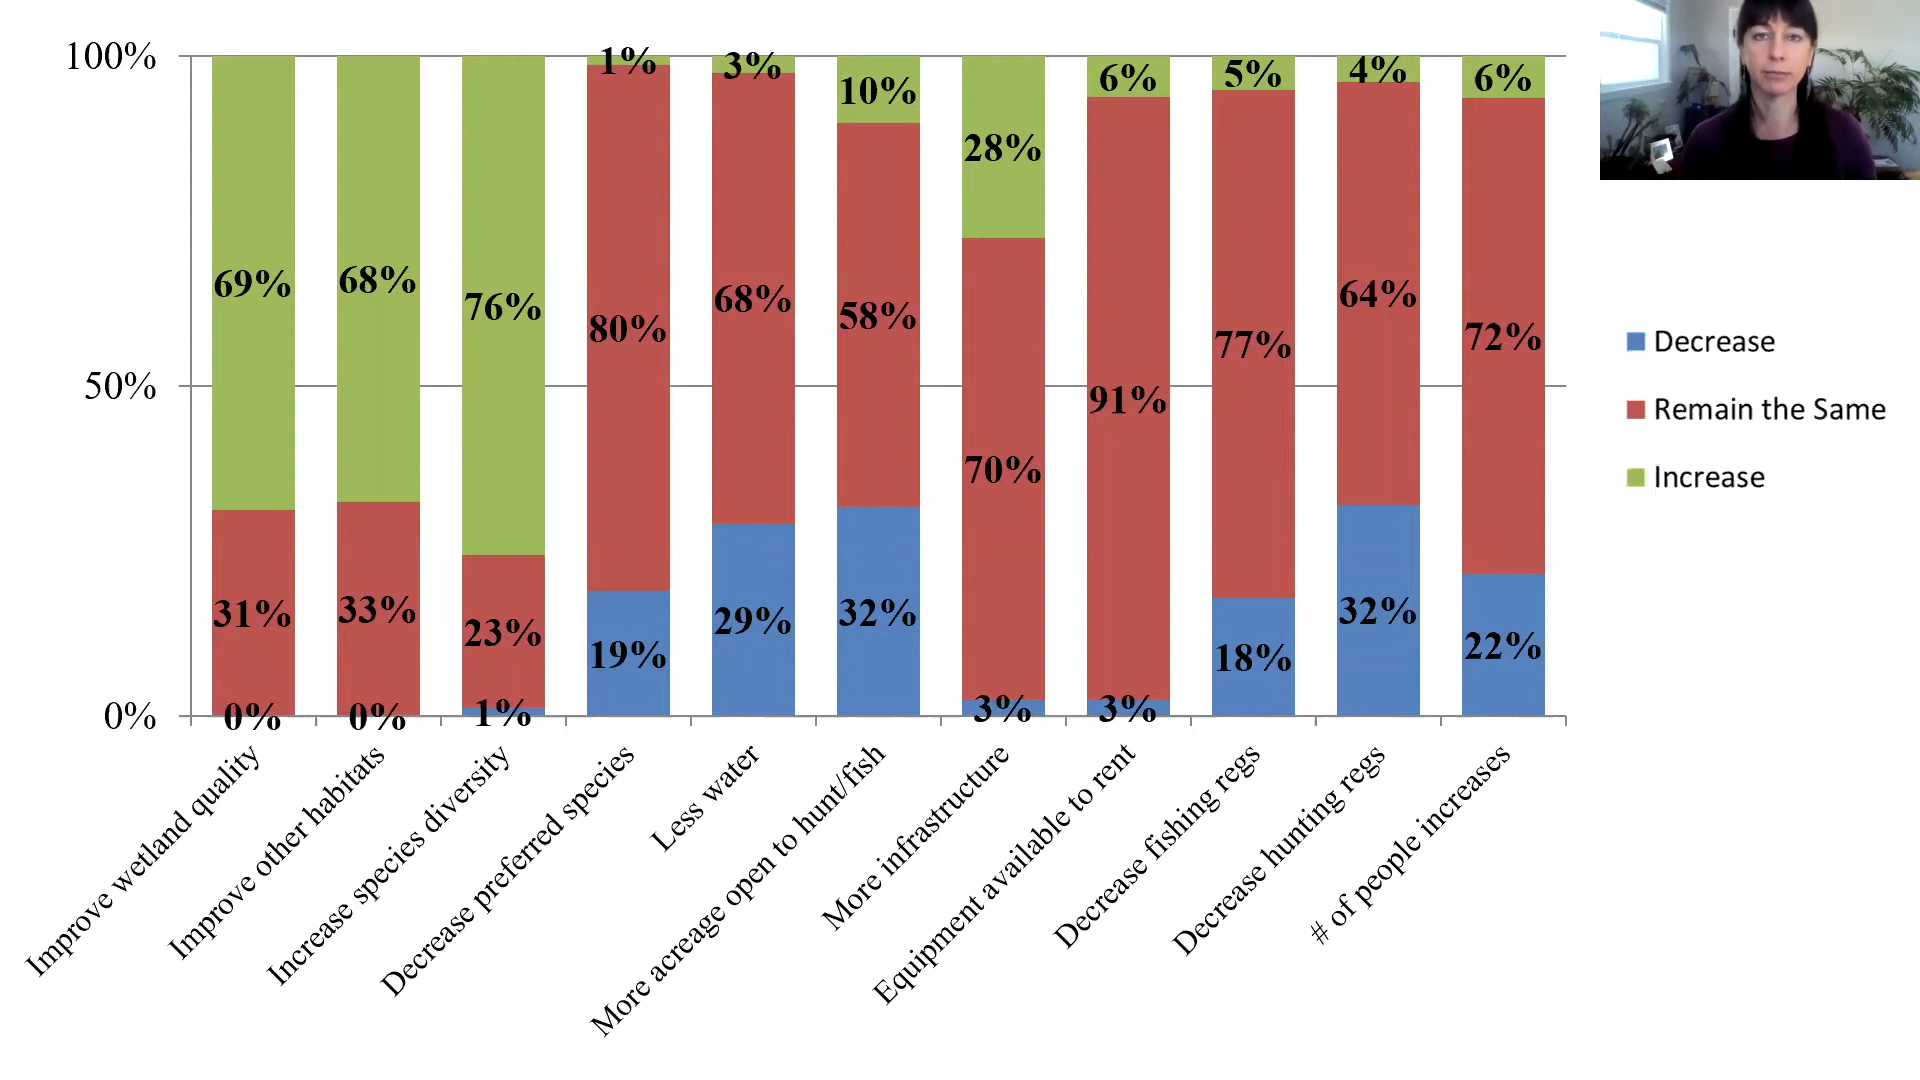 100%
50%
0%
69%
31%
0%
68%
33%
0%
76%
23%
1%
1%
80%
19%
3%
68%
29%
10%
58%
32%
28%
70%
3%
6%
91%
3%
5%
77%
18%
4%
64%
32%
6%
72%
22%
Improve wetland quality
Improve other habitats
Increase species diversity
Decrease preferred species
Less water
More acreage open to hunt/fish
More infrastructure
Equipment available to rent
Decrease fishing regs
Decrease hunting regs
# of people increases
Decrease
Remain the Same
Increase